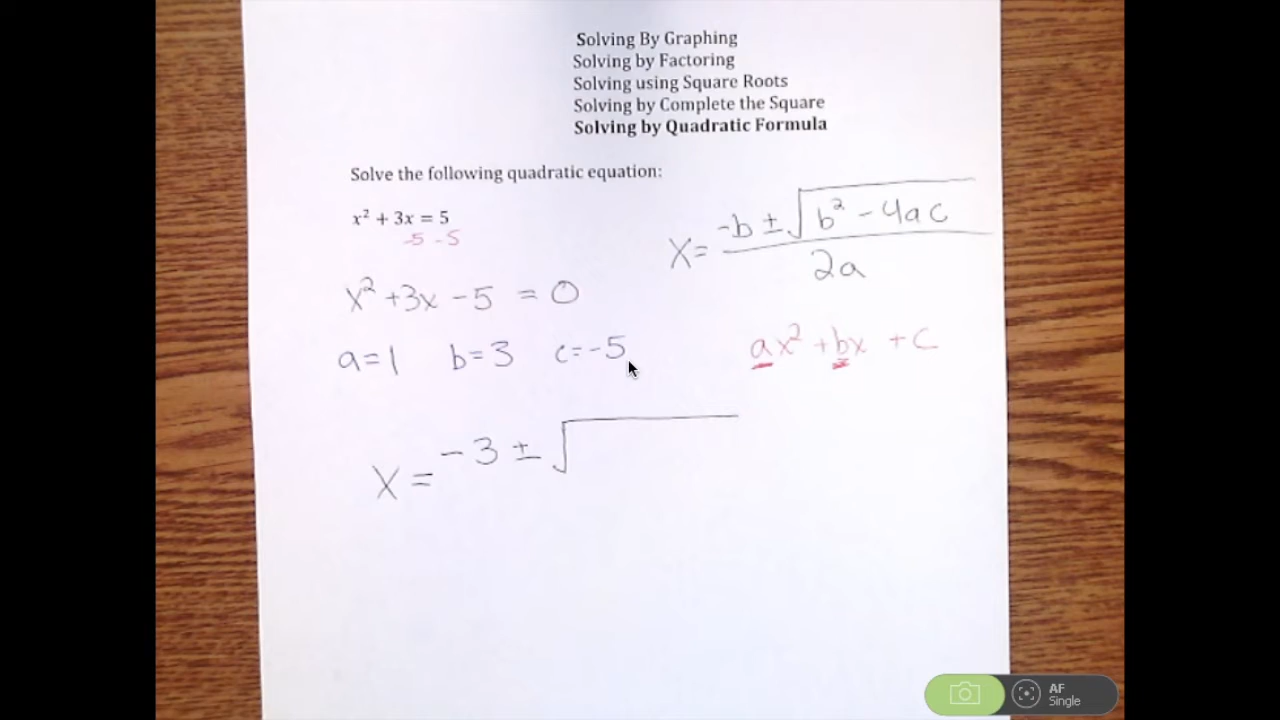 Solving By Graphing
Solving by Factoring
Solving using Square Roots
Solving by Complete the Square
Solving by Quadratic Formula
Solve the following quadratic equation:
x² + 3x = 5
-5 -5
x = (-b ± √(b² - 4ac)) / 2a
x² + 3x - 5 = 0
a=1 b=3 c=-5
ax² + bx + c
x = -3 ± √
AF
Single